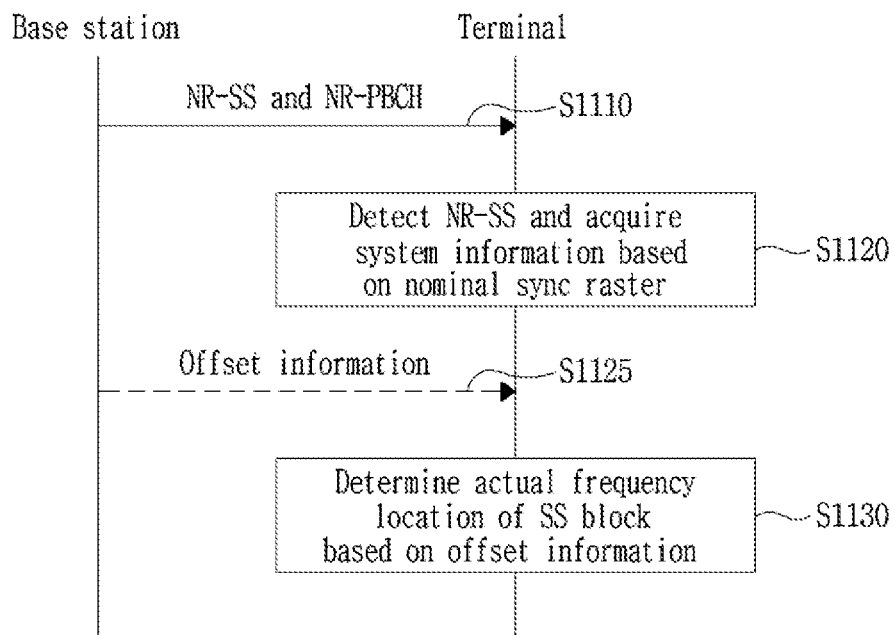 Base station
Terminal
NR-SS and NR-PBCH
S1110
Detect NR-SS and acquire
system information based
on nominal sync raster
S1120
Offset information
S1125
Determine actual frequency
location of SS block
based on offset information
S1130